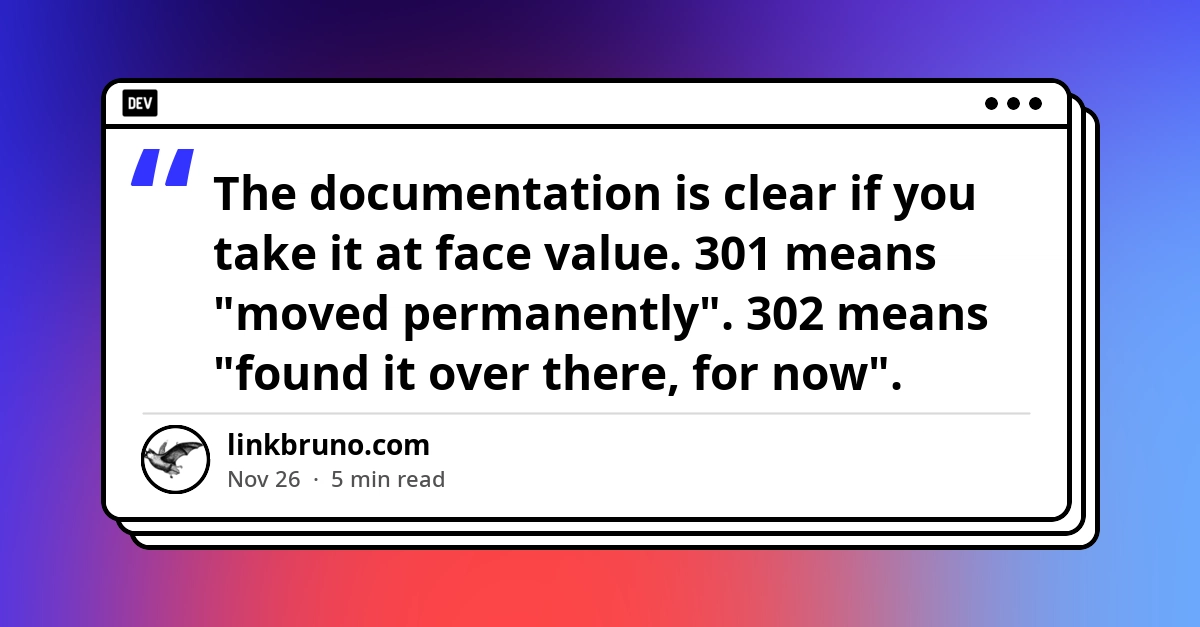 DEV
“ The documentation is clear if you
take it at face value. 301 means
"moved permanently". 302 means
"found it over there, for now".
linkbruno.com
Nov 26 · 5 min read